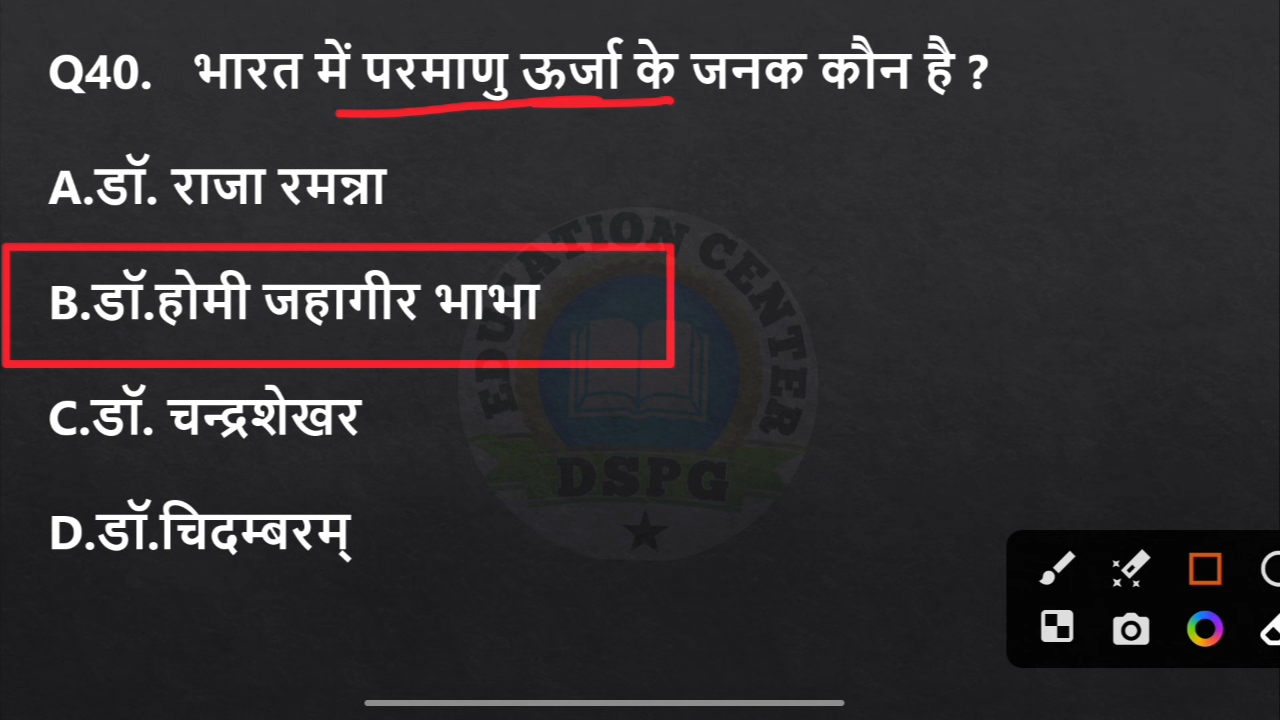 Q40. भारत में परमाणु ऊर्जा के जनक कौन है ?
A.डॉ. राजा रमन्ना
B.डॉ.होमी जहागीर भाभा
C.डॉ. चन्द्रशेखर
D.डॉ.चिदम्बरम्
EDUCATION CENTER
DSPG